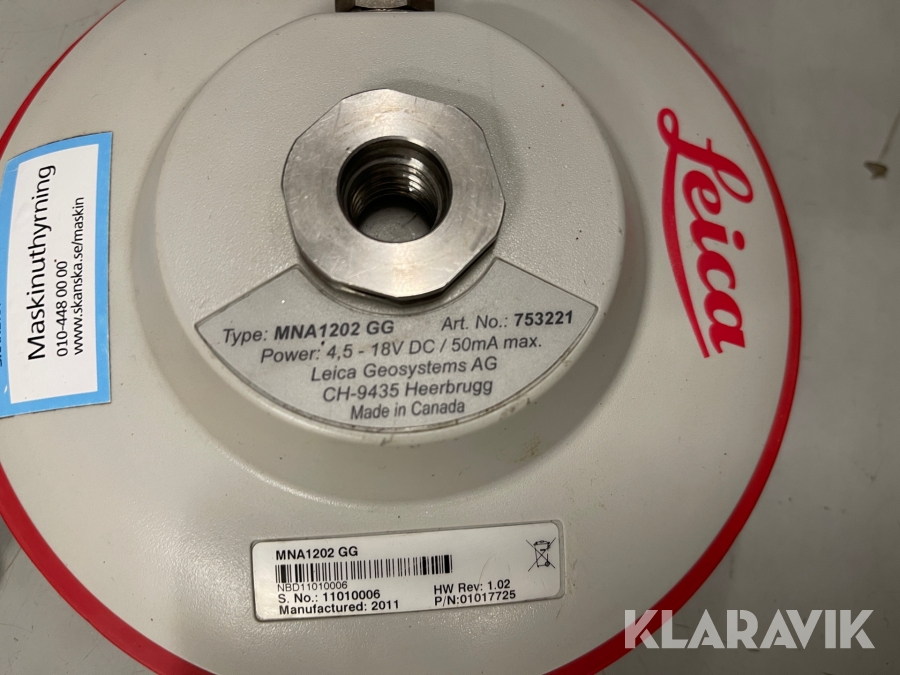 Leica
Maskinuthyrning
010-448 00 00
www.skanska.se/maskin
Type: MNA1202 GG Art. No.: 753221
Power: 4,5 - 18V DC / 50mA max.
Leica Geosystems AG
CH-9435 Heerbrugg
Made in Canada
MNA1202 GG
NBD11010006
S. No.: 11010006 HW Rev: 1.02
Manufactured: 2011 P/N:01017725
KLARAVIK